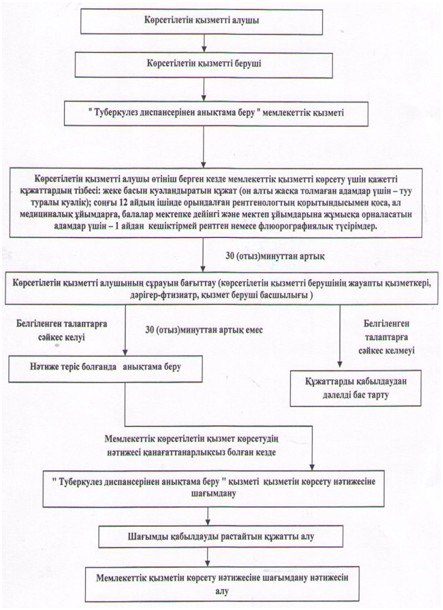 Көрсетілетін қызметті алушы
Көрсетілетін қызметті беруші
" Туберкулез диспансерінен анықтама беру " мемлекеттік қызметі
Көрсетілетін қызметті алушы өтініш берген кезде мемлекеттік қызметті көрсету үшін қажетті
құжаттардың тізбесі: жеке басын куәландыратын құжат (он алты жасқа толмаған адамдар үшін – туу
туралы куәлік); соңғы 12 айдың ішінде орындалған рентгенологтың қорытындысымен қоса, ал
медициналық ұйымдарға, балалар мектепке дейінгі және мектеп ұйымдарына жұмысқа орналасатын
адамдар үшін – 1 айдан кешіктірмей рентген немесе флюорографиялық түсірімдер.
30 (отыз)минуттан артық
Көрсетілетін қызметті алушының сұрауын бағыттау (көрсетілетін қызметті берушінің жауапты қызметкері,
дәрігер-фтизиатр, қызмет беруші басшылығы )
Белгіленген талаптарға
сәйкес келуі
30 (отыз)минуттан артық емес
Белгіленген
талаптарға
сәйкес келмеуі
Нәтиже теріс болғанда анықтама беру
Құжаттарды қабылдаудан
дәлелді бас тарту
Мемлекеттік көрсетілетін қызмет көрсетудің
нәтижесі қанағаттанарлықсыз болған кезде
" Туберкулез диспансерінен анықтама беру " қызметі қызметін көрсету нәтижесіне
шағымдану
Шағымды қабылдауды растайтын құжатты алу
Мемлекеттік қызметін көрсету нәтижесіне шағымдану нәтижесін
алу